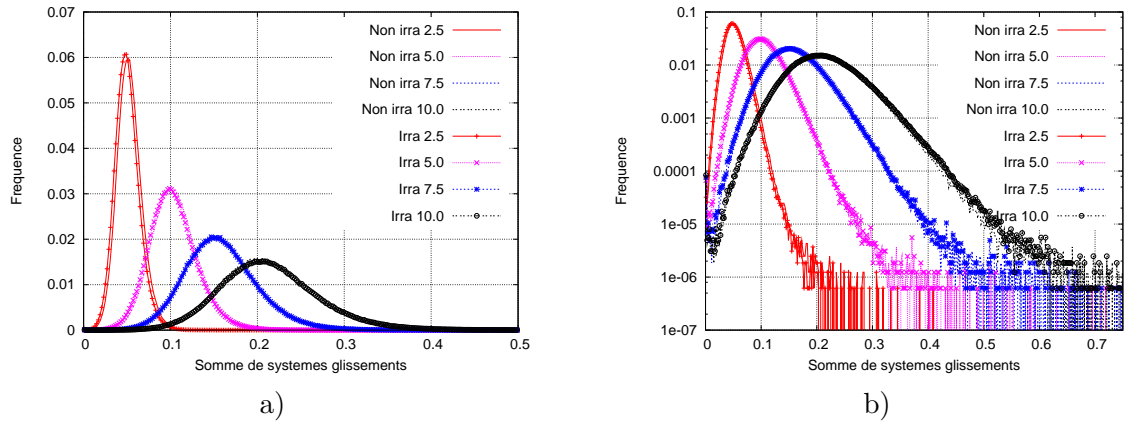 0.07
0.06
0.05
0.04
0.03
0.02
0.01
0
Frequence
0 0.1 0.2 0.3 0.4 0.5
Somme de systemes glissements
Non irra 2.5
Non irra 5.0
Non irra 7.5
Non irra 10.0
Irra 2.5
Irra 5.0
Irra 7.5
Irra 10.0
a)
0.1
0.01
0.001
0.0001
1e-05
1e-06
1e-07
Frequence
0 0.1 0.2 0.3 0.4 0.5 0.6 0.7
Somme de systemes glissements
Non irra 2.5
Non irra 5.0
Non irra 7.5
Non irra 10.0
Irra 2.5
Irra 5.0
Irra 7.5
Irra 10.0
b)